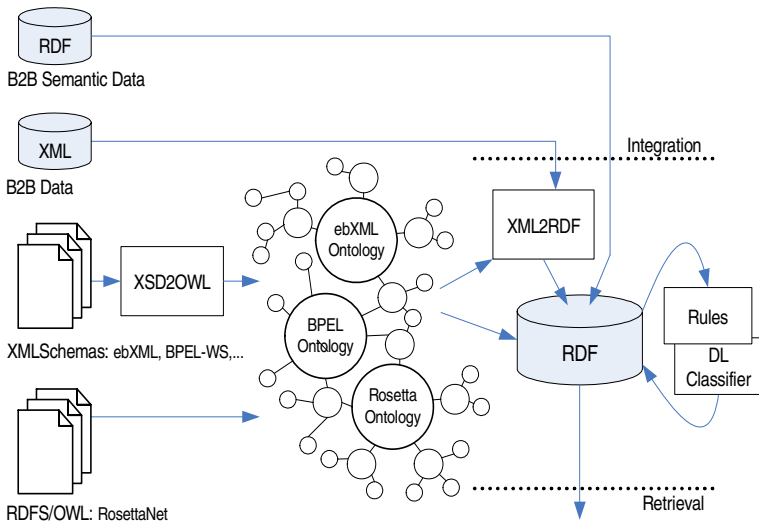 RDF
B2B Semantic Data
XML
B2B Data
Integration
ebXML
Ontology
XML2RDF
XSD2OWL
BPEL
Ontology
RDF
Rules
DL
Classifier
XMLSchemas: ebXML, BPEL-WS,...
Rosetta
Ontology
RDFS/OWL: RosettaNet
Retrieval